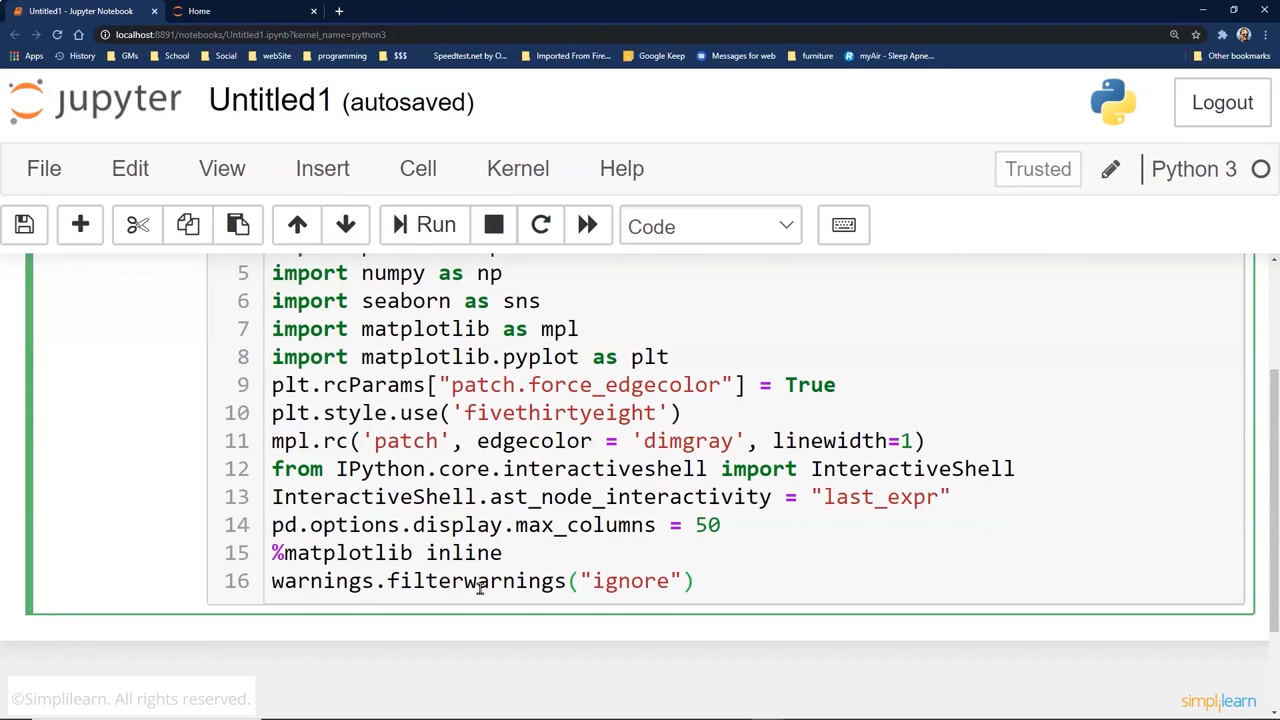 Untitled1 - Jupyter Notebook
Home
localhost:8891/notebooks/Untitled1.ipynb?kernel_name=python3
Apps History GMs School Social webSite programming $$$ Speedtest.net by O... Imported From Fire... Google Keep Messages for web furniture myAir - Sleep Apne... Other bookmarks
jupyter Untitled1 (autosaved) Logout
File Edit View Insert Cell Kernel Help Trusted Python 3
Run Code
5 import numpy as np
6 import seaborn as sns
7 import matplotlib as mpl
8 import matplotlib.pyplot as plt
9 plt.rcParams["patch.force_edgecolor"] = True
10 plt.style.use('fivethirtyeight')
11 mpl.rc('patch', edgecolor = 'dimgray', linewidth=1)
12 from IPython.core.interactiveshell import InteractiveShell
13 InteractiveShell.ast_node_interactivity = "last_expr"
14 pd.options.display.max_columns = 50
15 %matplotlib inline
16 warnings.filterwarnings("ignore")
©Simplilearn. All rights reserved.
simplilearn